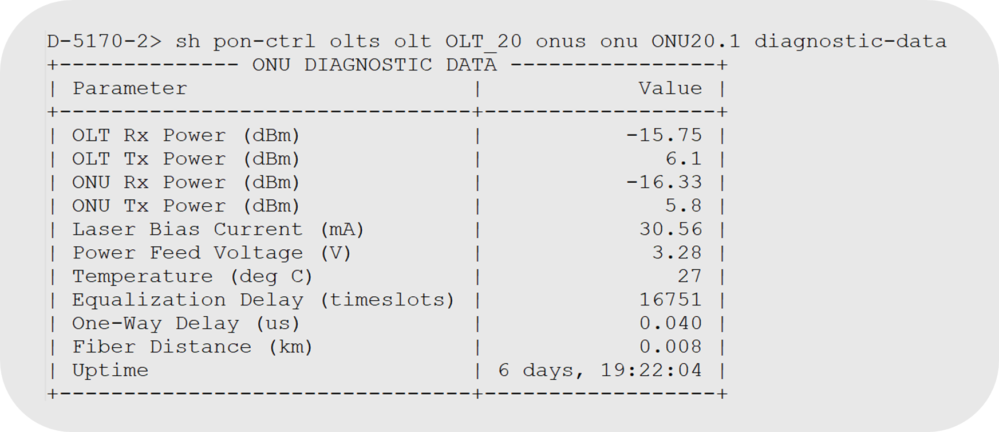 D-5170-2> sh pon-ctrl olts olt OLT_20 onus onu ONU20.1 diagnostic-data
+-------------- ONU DIAGNOSTIC DATA ----------------+
| Parameter                      |            Value |
+--------------------------------+------------------+
| OLT Rx Power (dBm)             |           -15.75 |
| OLT Tx Power (dBm)             |              6.1 |
| ONU Rx Power (dBm)             |           -16.33 |
| ONU Tx Power (dBm)             |              5.8 |
| Laser Bias Current (mA)        |            30.56 |
| Power Feed Voltage (V)         |             3.28 |
| Temperature (deg C)            |               27 |
| Equalization Delay (timeslots) |            16751 |
| One-Way Delay (us)             |            0.040 |
| Fiber Distance (km)            |            0.008 |
| Uptime                         | 6 days, 19:22:04 |
+--------------------------------+------------------+